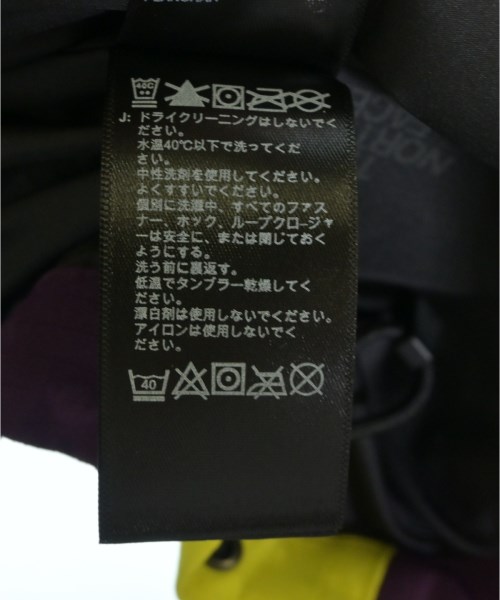 40C
J: ドライクリーニングはしないでく
ださい。
水温40℃以下で洗ってくだ
さい。
中性洗剤を使用してください。
よくすすいでください。
個別に洗濯中、すべてのファス
ナー、ホック、ループクロージャ
ーは安全に、または閉じておく
ようにする。
洗う前に裏返す。
低温でタンブラー乾燥してく
ださい。
漂白剤は使用しないでください。
アイロンは使用しないでく
ださい。
40